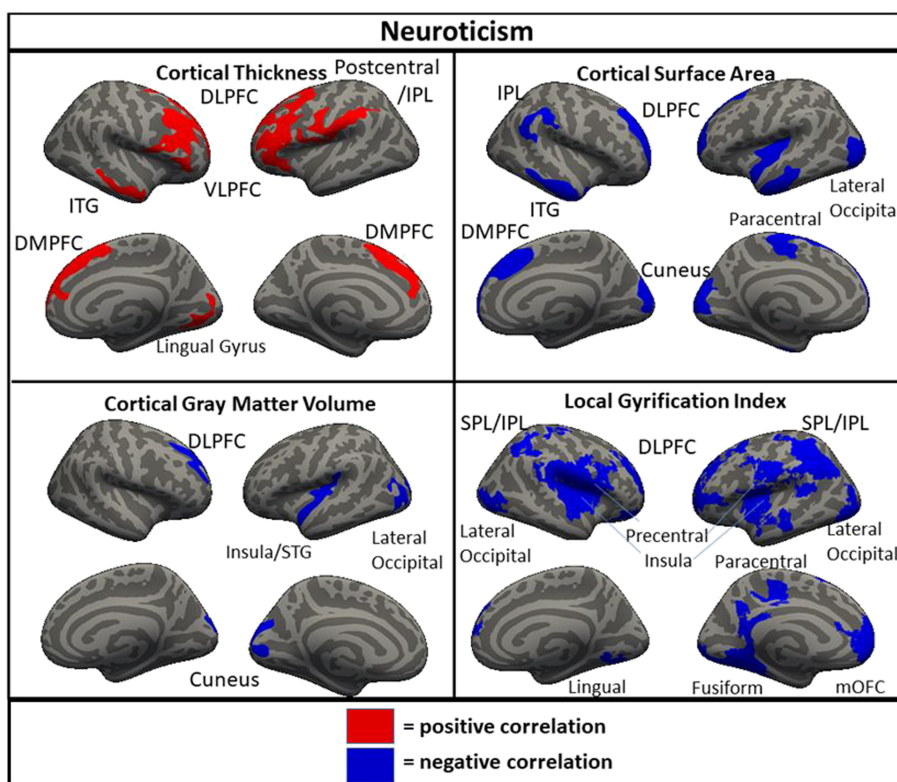 Neuroticism
Cortical Thickness
Postcentral
/IPL
DLPFC
VLPFC
ITG
DMPFC
DMPFC
Lingual Gyrus
Cortical Surface Area
IPL
DLPFC
ITG
Lateral
Occipital
Paracentral
DMPFC
Cuneus
Cortical Gray Matter Volume
DLPFC
Insula/STG
Lateral
Occipital
Cuneus
Local Gyrification Index
SPL/IPL
SPL/IPL
DLPFC
Lateral
Occipital
Precentral
Insula
Paracentral
Lateral
Occipital
Lingual
Fusiform
mOFC
= positive correlation
= negative correlation